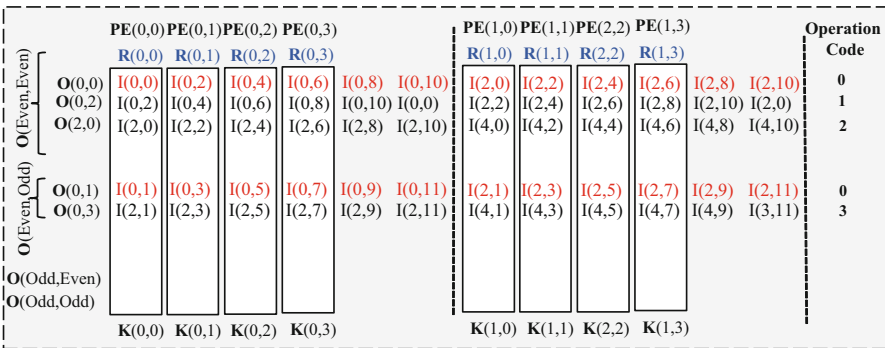 PE(0,0) PE(0,1) PE(0,2) PE(0,3) PE(1,0) PE(1,1) PE(2,2) PE(1,3) Operation Code
R(0,0) R(0,1) R(0,2) R(0,3) R(1,0) R(1,1) R(2,2) R(1,3)
O(Even,Even)
O(0,0) I(0,0) I(0,2) I(0,4) I(0,6) I(0,8) I(0,10) I(2,0) I(2,2) I(2,4) I(2,6) I(2,8) I(2,10) 0
O(0,2) I(0,2) I(0,4) I(0,6) I(0,8) I(0,10) I(0,0) I(2,2) I(2,4) I(2,6) I(2,8) I(2,10) I(2,0) 1
O(2,0) I(2,0) I(2,2) I(2,4) I(2,6) I(2,8) I(2,10) I(4,0) I(4,2) I(4,4) I(4,6) I(4,8) I(4,10) 2
O(Even,Odd)
O(0,1) I(0,1) I(0,3) I(0,5) I(0,7) I(0,9) I(0,11) I(2,1) I(2,3) I(2,5) I(2,7) I(2,9) I(2,11) 0
O(0,3) I(2,1) I(2,3) I(2,5) I(2,7) I(2,9) I(2,11) I(4,1) I(4,3) I(4,5) I(4,7) I(4,9) I(3,11) 3
O(Odd,Even)
O(Odd,Odd)
K(0,0) K(0,1) K(0,2) K(0,3) K(1,0) K(1,1) K(2,2) K(1,3)